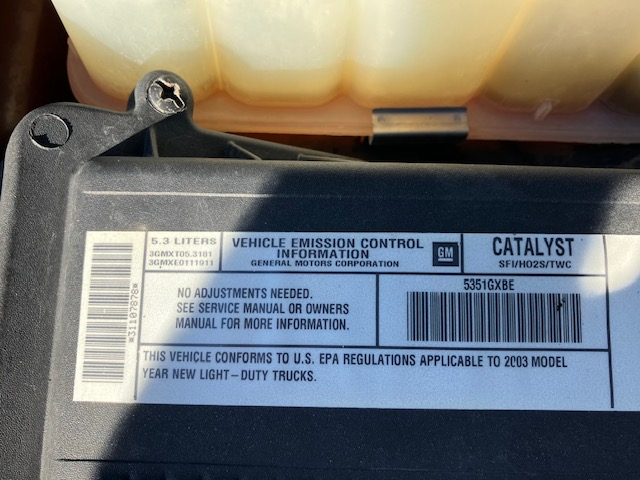 5.3 LITERS
3GMXT05.3181
3GMXE0111911
VEHICLE EMISSION CONTROL
INFORMATION
GENERAL MOTORS CORPORATION
GM
CATALYST
SFI/HO2S/TWC
NO ADJUSTMENTS NEEDED.
SEE SERVICE MANUAL OR OWNERS
MANUAL FOR MORE INFORMATION.
5351GXBE
*31107878*
THIS VEHICLE CONFORMS TO U.S. EPA REGULATIONS APPLICABLE TO 2003 MODEL
YEAR NEW LIGHT-DUTY TRUCKS.